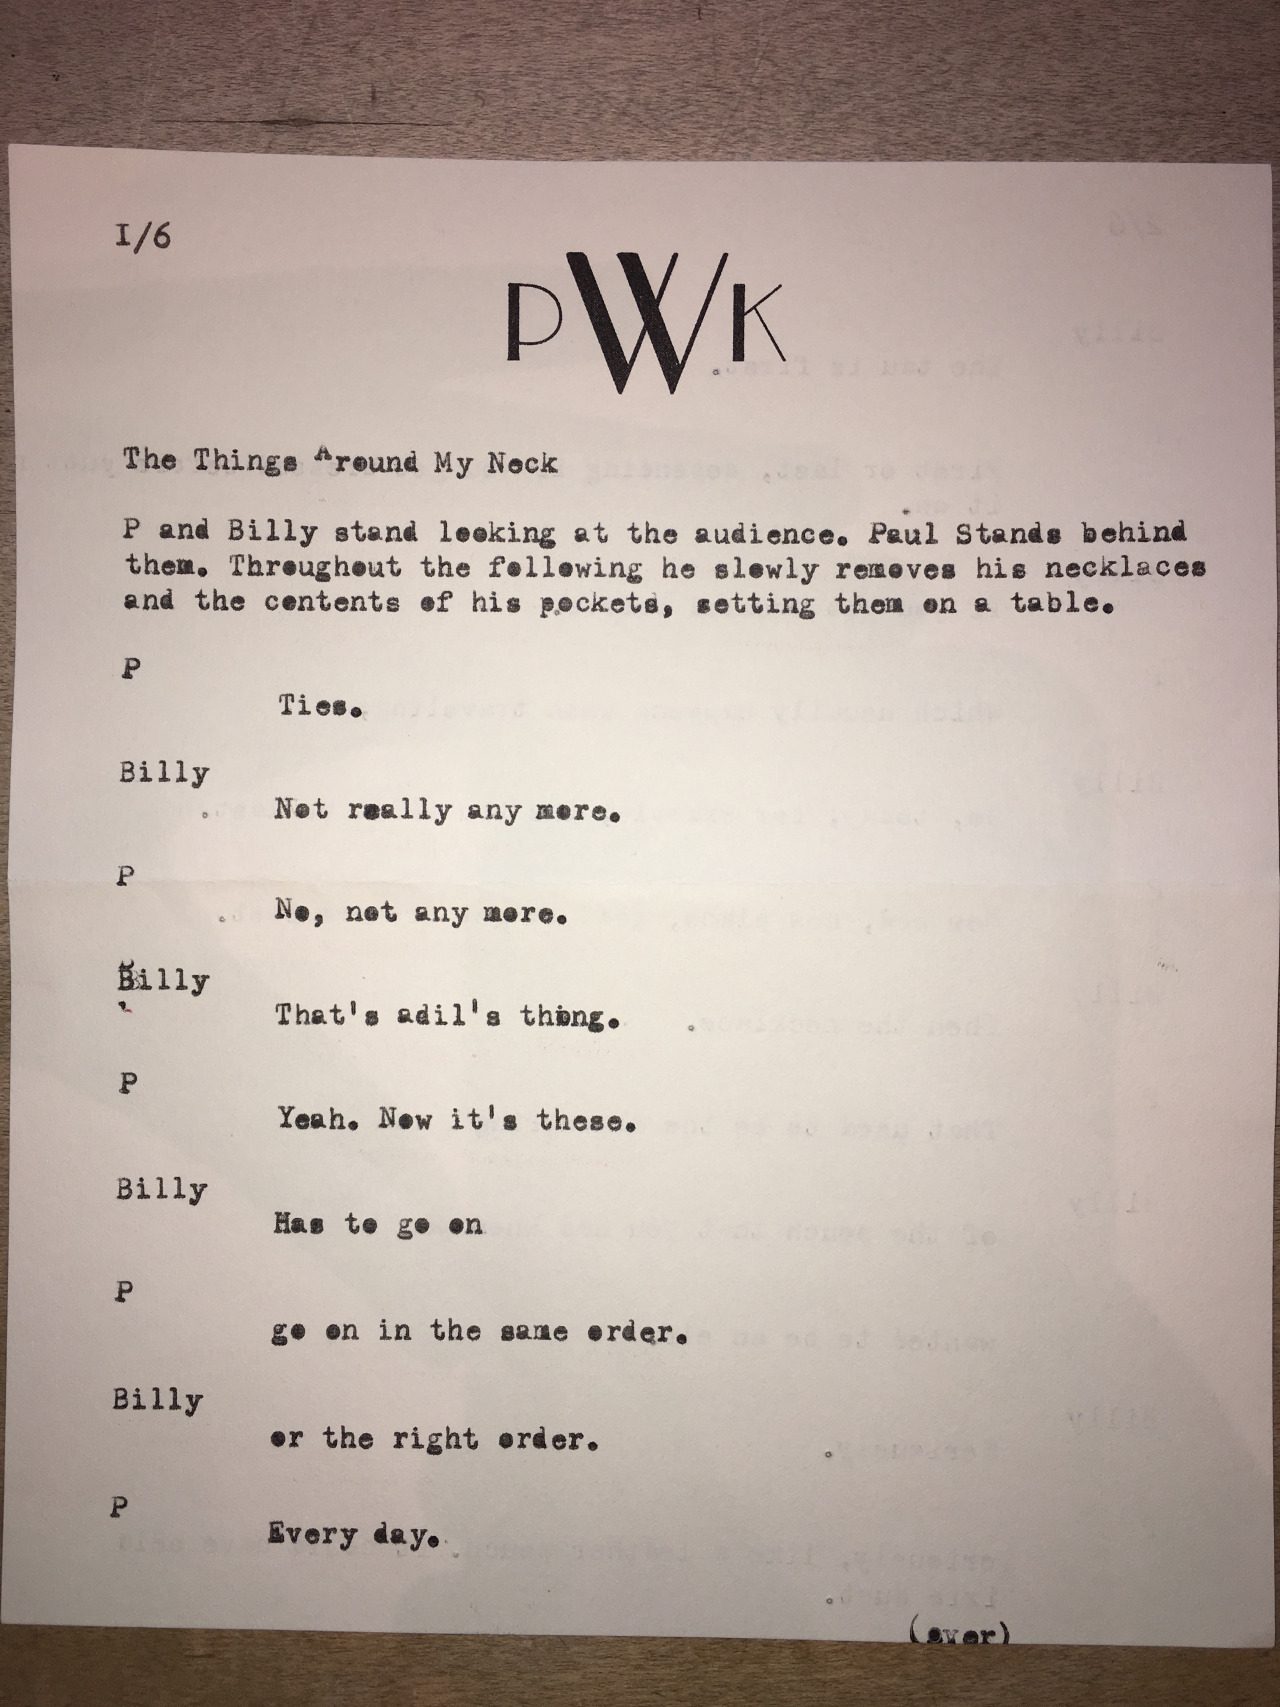 I/6
PWK
The Things Around My Neck
P and Billy stand looking at the audience. Paul Stands behind
them. Throughout the following he slowly removes his necklaces
and the contents of his pockets, setting them on a table.
P
Ties.
Billy
Not really any more.
P
No, not any more.
Billy
That's adil's thing.
P
Yeah. Now it's these.
Billy
Has to go on
P
go on in the same order.
Billy
or the right order.
P
Every day.
(over)